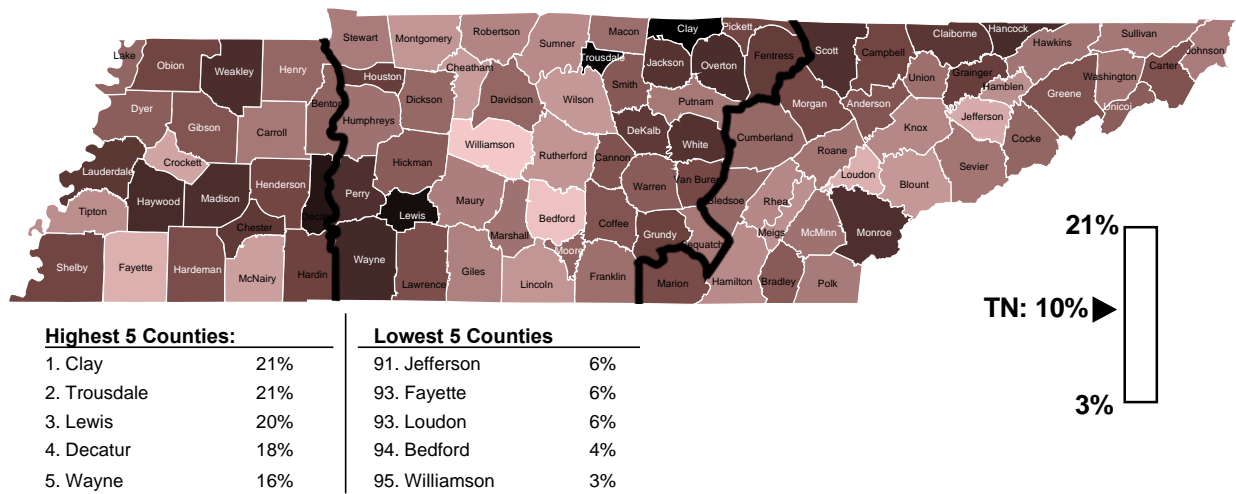 Stewart
Montgomery
Robertson
Sumner
Macon
Clay
Pickett
Trousdale
Scott
Campbell
Claiborne
Hancock
Hawkins
Sullivan
Johnson
Lake
Obion
Weakley
Henry
Houston
Cheatham
Jackson
Overton
Fentress
Union
Grainger
Hamblen
Washington
Carter
Dyer
Gibson
Carroll
Benton
Humphreys
Dickson
Davidson
Wilson
Smith
Putnam
Morgan
Anderson
Knox
Jefferson
Greene
Unicoi
Crockett
Hickman
Williamson
Rutherford
Cannon
DeKalb
White
Cumberland
Roane
Loudon
Blount
Sevier
Cocke
Lauderdale
Haywood
Madison
Henderson
Decatur
Perry
Lewis
Maury
Bedford
Coffee
Warren
Van Buren
Bledsoe
Rhea
Meigs
McMinn
Monroe
Tipton
Chester
Marshall
Moore
Grundy
Sequatchie
Shelby
Fayette
Hardeman
McNairy
Hardin
Wayne
Lawrence
Giles
Lincoln
Franklin
Marion
Hamilton
Bradley
Polk
21%
TN: 10%
3%
Highest 5 Counties:
1. Clay 21%
2. Trousdale 21%
3. Lewis 20%
4. Decatur 18%
5. Wayne 16%
Lowest 5 Counties
91. Jefferson 6%
93. Fayette 6%
93. Loudon 6%
94. Bedford 4%
95. Williamson 3%